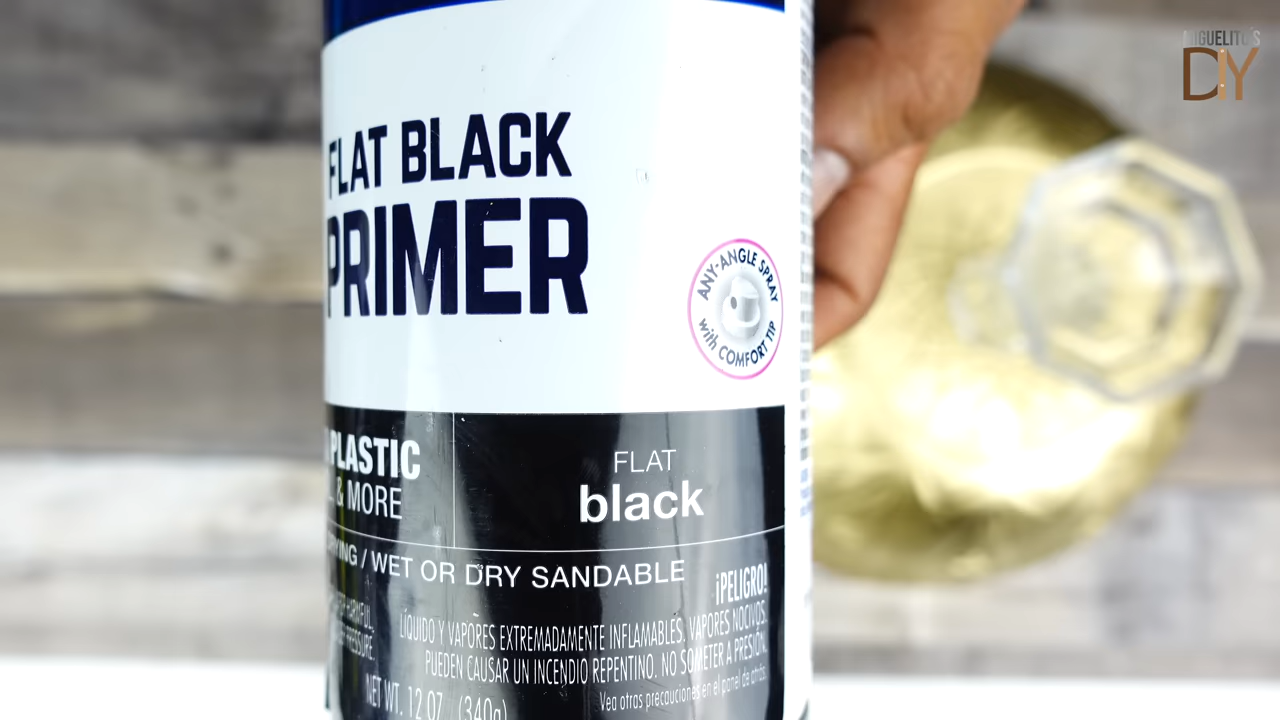 MIGUELITO'S
DIY
FLAT BLACK
PRIMER
ANY-ANGLE SPRAY
with COMFORT TIP
PLASTIC
& MORE
FLAT
black
/ WET OR DRY SANDABLE
¡PELIGRO!
LÍQUIDO Y VAPORES EXTREMADAMENTE INFLAMABLES. VAPORES NOCIVOS.
PUEDEN CAUSAR UN INCENDIO REPENTINO. NO SOMETER A PRESIÓN.
Vea otras precauciones en el panel de atrás.
NET WT. 12 OZ. (340g)